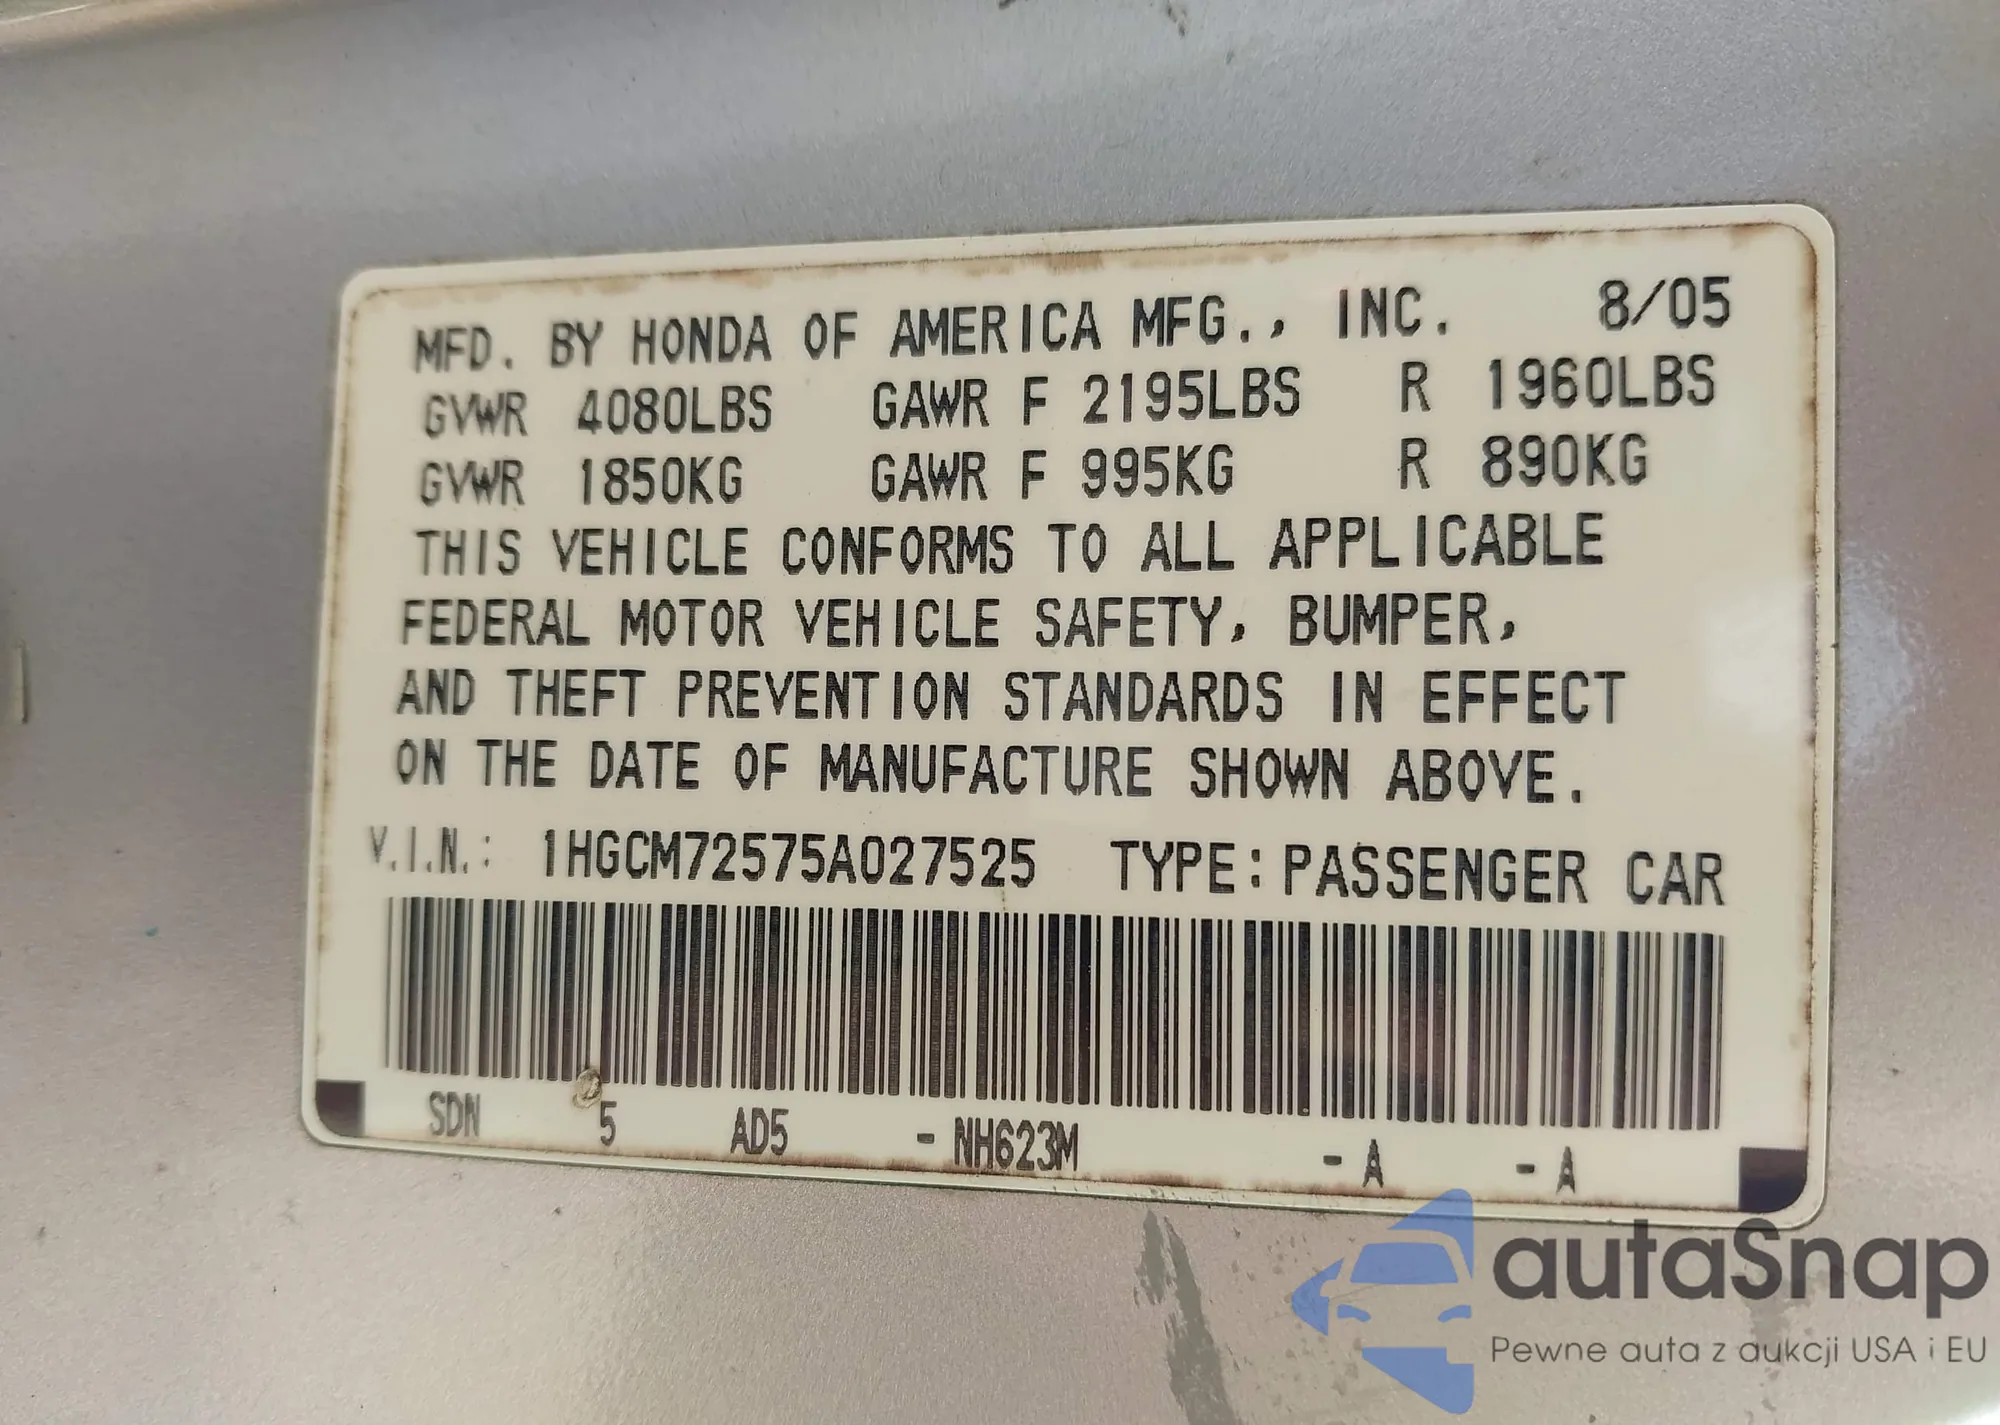 MFD. BY HONDA OF AMERICA MFG., INC. 8/05
GVWR 4080LBS GAWR F 2195LBS R 1960LBS
GVWR 1850KG GAWR F 995KG R 890KG
THIS VEHICLE CONFORMS TO ALL APPLICABLE
FEDERAL MOTOR VEHICLE SAFETY, BUMPER,
AND THEFT PREVENTION STANDARDS IN EFFECT
ON THE DATE OF MANUFACTURE SHOWN ABOVE.
V.I.N.: 1HGCM72575A027525 TYPE: PASSENGER CAR
SDN 5 AD5 - NH623M - A - A
autaSnap
Pewne auta z aukcji USA i EU